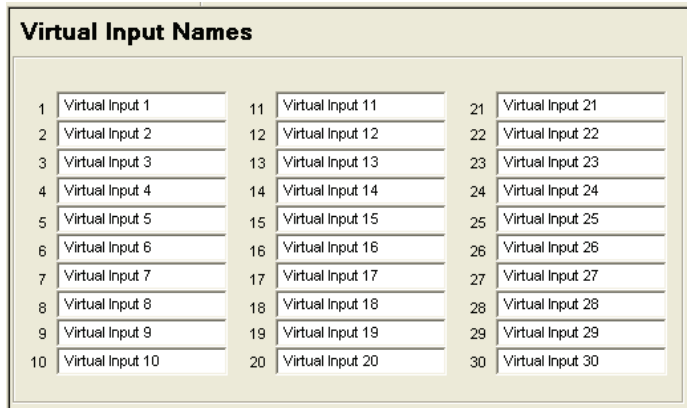 Virtual Input Names
1 Virtual Input 1 11 Virtual Input 11 21 Virtual Input 21
2 Virtual Input 2 12 Virtual Input 12 22 Virtual Input 22
3 Virtual Input 3 13 Virtual Input 13 23 Virtual Input 23
4 Virtual Input 4 14 Virtual Input 14 24 Virtual Input 24
5 Virtual Input 5 15 Virtual Input 15 25 Virtual Input 25
6 Virtual Input 6 16 Virtual Input 16 26 Virtual Input 26
7 Virtual Input 7 17 Virtual Input 17 27 Virtual Input 27
8 Virtual Input 8 18 Virtual Input 18 28 Virtual Input 28
9 Virtual Input 9 19 Virtual Input 19 29 Virtual Input 29
10 Virtual Input 10 20 Virtual Input 20 30 Virtual Input 30